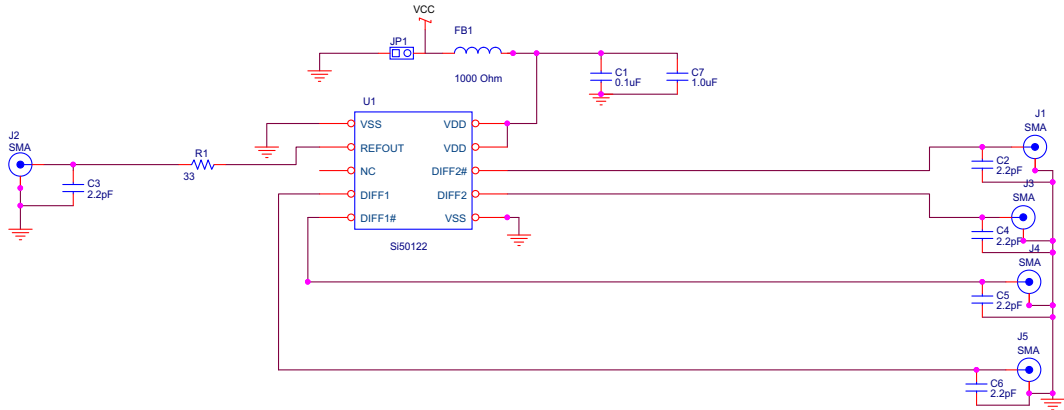 VCC
JP1
FB1
1000 Ohm
C1
0.1uF
C7
1.0uF
U1
VSS
VDD
REFOUT
VDD
NC
DIFF2#
DIFF1
DIFF2
DIFF1#
VSS
Si50122
J2
SMA
R1
33
C3
2.2pF
J1
SMA
C2
2.2pF
J3
SMA
C4
2.2pF
J4
SMA
C5
2.2pF
J5
SMA
C6
2.2pF